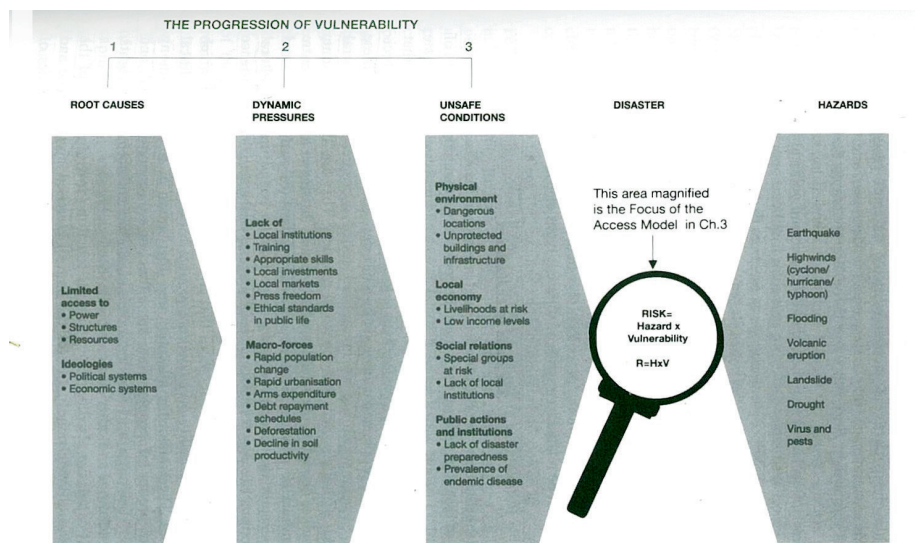 THE PROGRESSION OF VULNERABILITY
1
2
3
ROOT CAUSES
DYNAMIC
PRESSURES
UNSAFE
CONDITIONS
DISASTER
HAZARDS
Limited
access to
• Power
• Structures
• Resources
Ideologies
• Political systems
• Economic systems
Lack of
• Local institutions
• Training
• Appropriate skills
• Local investments
• Local markets
• Press freedom
• Ethical standards
in public life
Macro-forces
• Rapid population
change
• Rapid urbanisation
• Arms expenditure
• Debt repayment
schedules
• Deforestation
• Decline in soil
productivity
Physical
environment
• Dangerous
locations
• Unprotected
buildings and
infrastructure
Local
economy
• Livelihoods at risk
• Low income levels
Social relations
• Special groups
at risk
• Lack of local
institutions
Public actions
and institutions
• Lack of disaster
preparedness
• Prevalence of
endemic disease
This area magnified
is the Focus of the
Access Model in Ch.3
RISK=
Hazard x
Vulnerability
R=HxV
Earthquake
Highwinds
(cyclone/
hurricane/
typhoon)
Flooding
Volcanic
eruption
Landslide
Drought
Virus and
pests